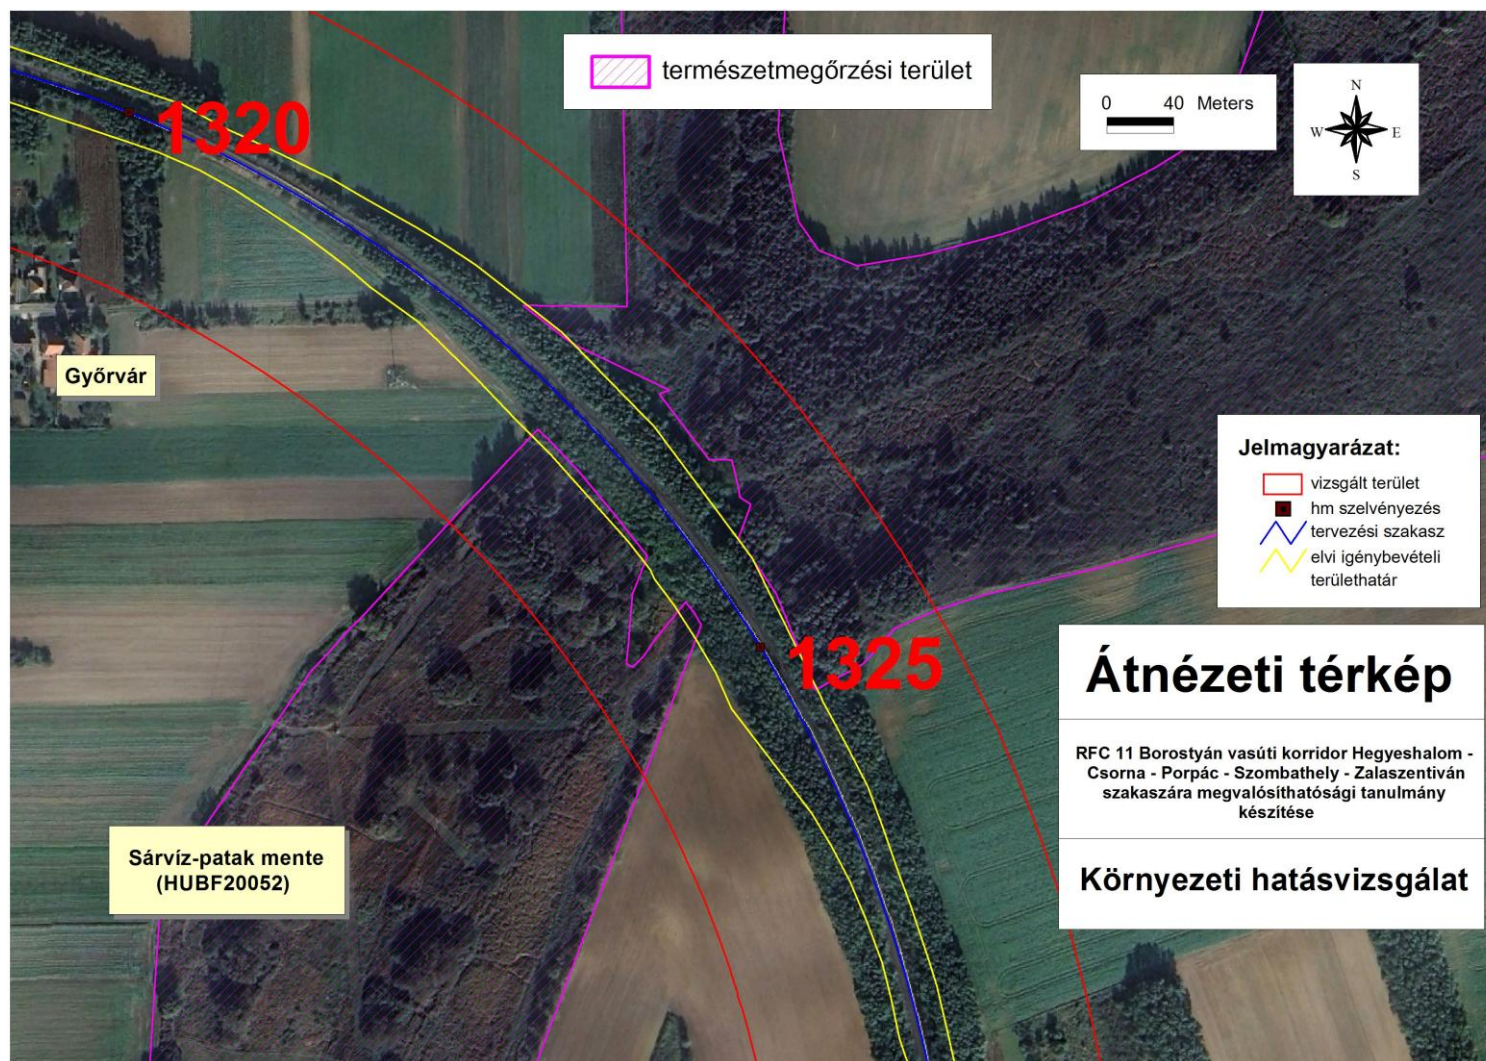 természetmegőrzési terület
0 40 Meters
N
W E
S
1320
Győrvár
Jelmagyarázat:
vizsgált terület
hm szelvényezés
tervezési szakasz
elvi igénybevételi
területhatár
1325
Átnézeti térkép
RFC 11 Borostyán vasúti korridor Hegyeshalom -
Csorna - Porpác - Szombathely - Zalaszentiván
szakaszára megvalósíthatósági tanulmány
készítése
Sárvíz-patak mente
(HUBF20052)
Környezeti hatásvizsgálat